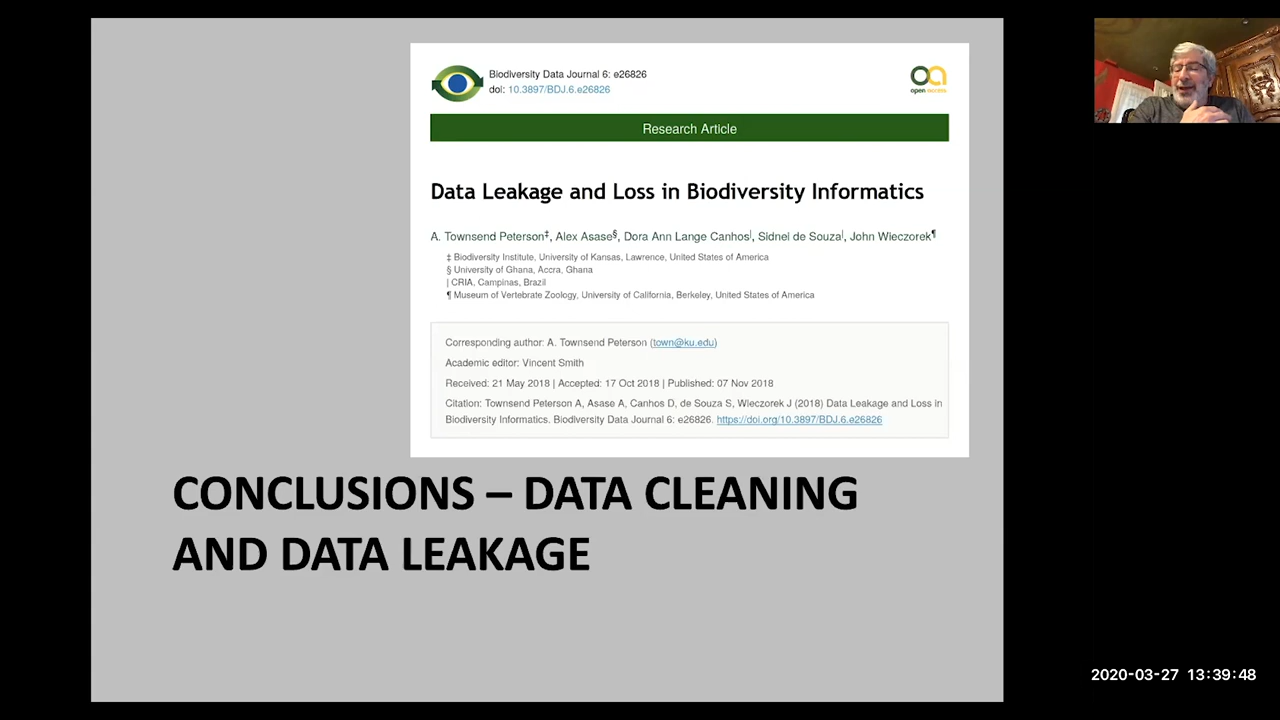 Biodiversity Data Journal 6: e26826
doi: 10.3897/BDJ.6.e26826
open access
Research Article
Data Leakage and Loss in Biodiversity Informatics
A. Townsend Peterson‡, Alex Asase§, Dora Ann Lange Canhos|, Sidnei de Souza|, John Wieczorek¶
‡ Biodiversity Institute, University of Kansas, Lawrence, United States of America
§ University of Ghana, Accra, Ghana
| CRIA, Campinas, Brazil
¶ Museum of Vertebrate Zoology, University of California, Berkeley, United States of America
Corresponding author: A. Townsend Peterson (town@ku.edu)
Academic editor: Vincent Smith
Received: 21 May 2018 | Accepted: 17 Oct 2018 | Published: 07 Nov 2018
Citation: Townsend Peterson A, Asase A, Canhos D, de Souza S, Wieczorek J (2018) Data Leakage and Loss in
Biodiversity Informatics. Biodiversity Data Journal 6: e26826. https://doi.org/10.3897/BDJ.6.e26826
CONCLUSIONS – DATA CLEANING
AND DATA LEAKAGE
2020-03-27 13:39:48